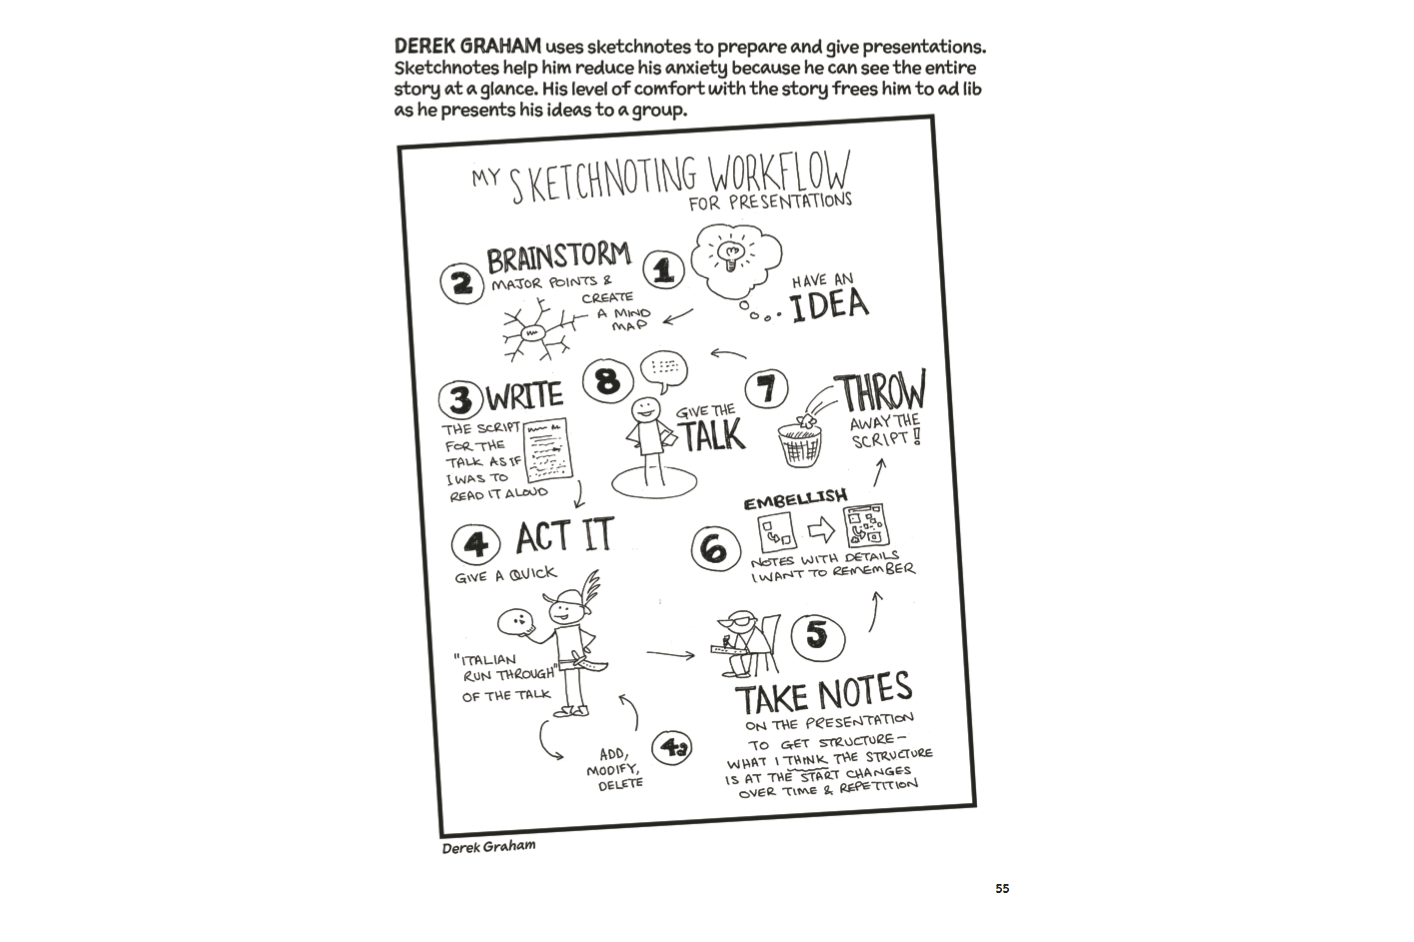 DEREK GRAHAM uses sketchnotes to prepare and give presentations.
Sketchnotes help him reduce his anxiety because he can see the entire
story at a glance. His level of comfort with the story frees him to ad lib
as he presents his ideas to a group.
MY SKETCHNOTING WORKFLOW
FOR PRESENTATIONS
1
HAVE AN
IDEA
2
BRAINSTORM
MAJOR POINTS &
CREATE
A MIND
MAP
3 WRITE
THE SCRIPT
FOR THE
TALK AS IF
I WAS TO
READ IT ALOUD
4 ACT IT
GIVE A QUICK
"ITALIAN
RUN THROUGH"
OF THE TALK
4a
ADD,
MODIFY,
DELETE
5
TAKE NOTES
ON THE PRESENTATION
TO GET STRUCTURE—
WHAT I THINK THE STRUCTURE
IS AT THE START CHANGES
OVER TIME & REPETITION
6
EMBELLISH
NOTES WITH DETAILS
I WANT TO REMEMBER
7
THROW
AWAY THE
SCRIPT!
8
GIVE THE
TALK
Derek Graham
55